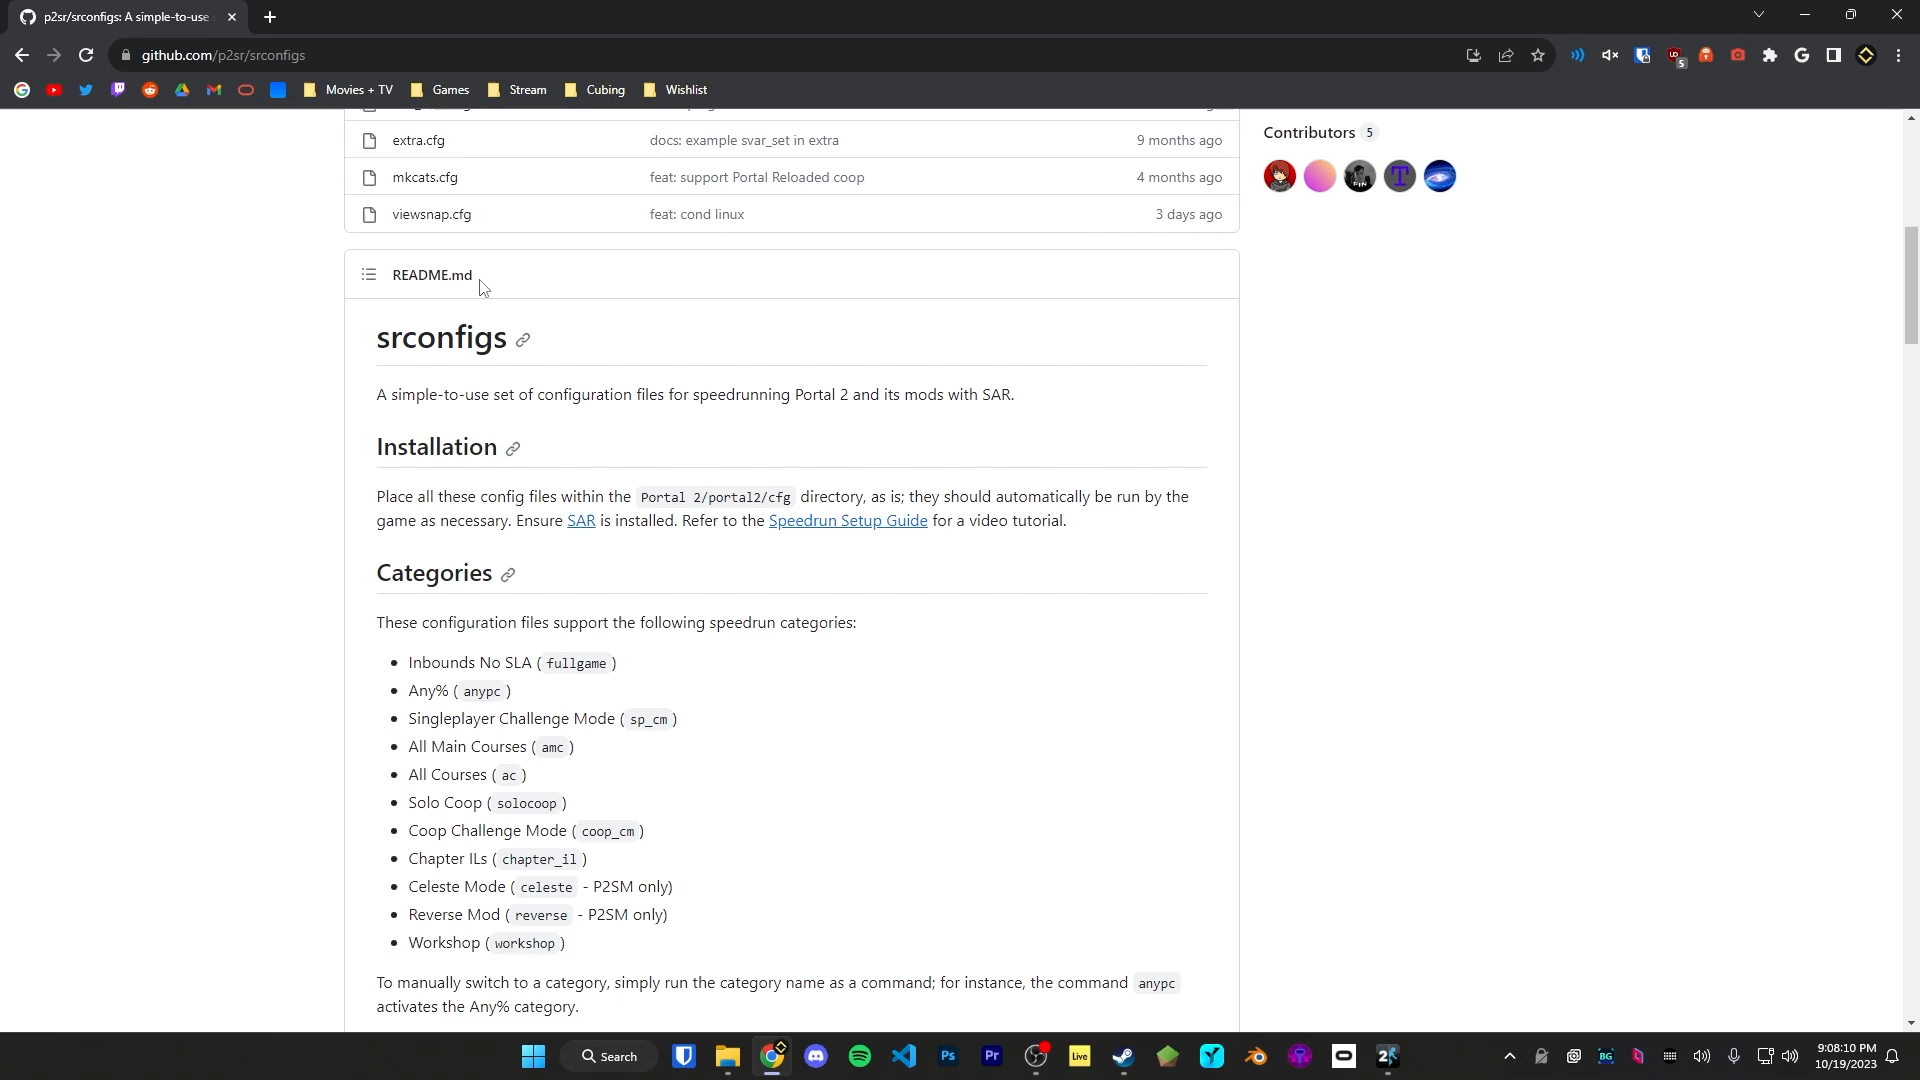 p2sr/srconfigs: A simple-to-use
github.com/p2sr/srconfigs
5
Movies + TV
Games
Stream
Cubing
Wishlist
extra.cfg docs: example svar_set in extra 9 months ago
mkcats.cfg feat: support Portal Reloaded coop 4 months ago
viewsnap.cfg feat: cond linux 3 days ago
Contributors 5
FIN
T
README.md
srconfigs
A simple-to-use set of configuration files for speedrunning Portal 2 and its mods with SAR.
Installation
Place all these config files within the Portal 2/portal2/cfg directory, as is; they should automatically be run by the
game as necessary. Ensure SAR is installed. Refer to the Speedrun Setup Guide for a video tutorial.
Categories
These configuration files support the following speedrun categories:
Inbounds No SLA ( fullgame )
Any% ( anypc )
Singleplayer Challenge Mode ( sp_cm )
All Main Courses ( amc )
All Courses ( ac )
Solo Coop ( solocoop )
Coop Challenge Mode ( coop_cm )
Chapter ILs ( chapter_il )
Celeste Mode ( celeste - P2SM only)
Reverse Mod ( reverse - P2SM only)
Workshop ( workshop )
To manually switch to a category, simply run the category name as a command; for instance, the command anypc
activates the Any% category.
Search
Ps
Pr
Live
BG
9:08:10 PM
10/19/2023